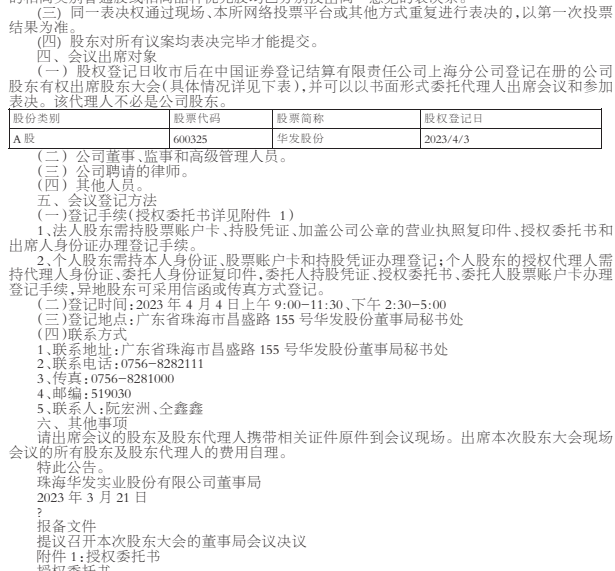 (三) 同一表决权通过现场、本所网络投票平台或其他方式重复进行表决的,以第一次投票
结果为准。
(四) 股东对所有议案均表决完毕才能提交。
四、会议出席对象
(一) 股权登记日收市后在中国证券登记结算有限责任公司上海分公司登记在册的公司
股东有权出席股东大会(具体情况详见下表),并可以以书面形式委托代理人出席会议和参加
表决。该代理人不必是公司股东。
股份类别 股票代码 股票简称 股权登记日
A股 600325 华发股份 2023/4/3
(二) 公司董事、监事和高级管理人员。
(三) 公司聘请的律师。
(四) 其他人员。
五、会议登记方法
(一)登记手续(授权委托书详见附件 1)
1、法人股东需持股票账户卡、持股凭证、加盖公司公章的营业执照复印件、授权委托书和
出席人身份证办理登记手续。
2、个人股东需持本人身份证、股票账户卡和持股凭证办理登记;个人股东的授权代理人需
持代理人身份证、委托人身份证复印件,委托人持股凭证、授权委托书、委托人股票账户卡办理
登记手续,异地股东可采用信函或传真方式登记。
(二)登记时间:2023 年 4 月 4 日上午 9:00-11:30、下午 2:30-5:00
(三)登记地点:广东省珠海市昌盛路 155 号华发股份董事局秘书处
(四)联系方式
1、联系地址:广东省珠海市昌盛路 155 号华发股份董事局秘书处
2、联系电话:0756-8282111
3、传真:0756-8281000
4、邮编:519030
5、联系人:阮宏洲、仝鑫鑫
六、其他事项
请出席会议的股东及股东代理人携带相关证件原件到会议现场。出席本次股东大会现场
会议的所有股东及股东代理人的费用自理。
特此公告。
珠海华发实业股份有限公司董事局
2023 年 3 月 21 日
?
报备文件
提议召开本次股东大会的董事局会议决议
附件 1:授权委托书
授权委托书